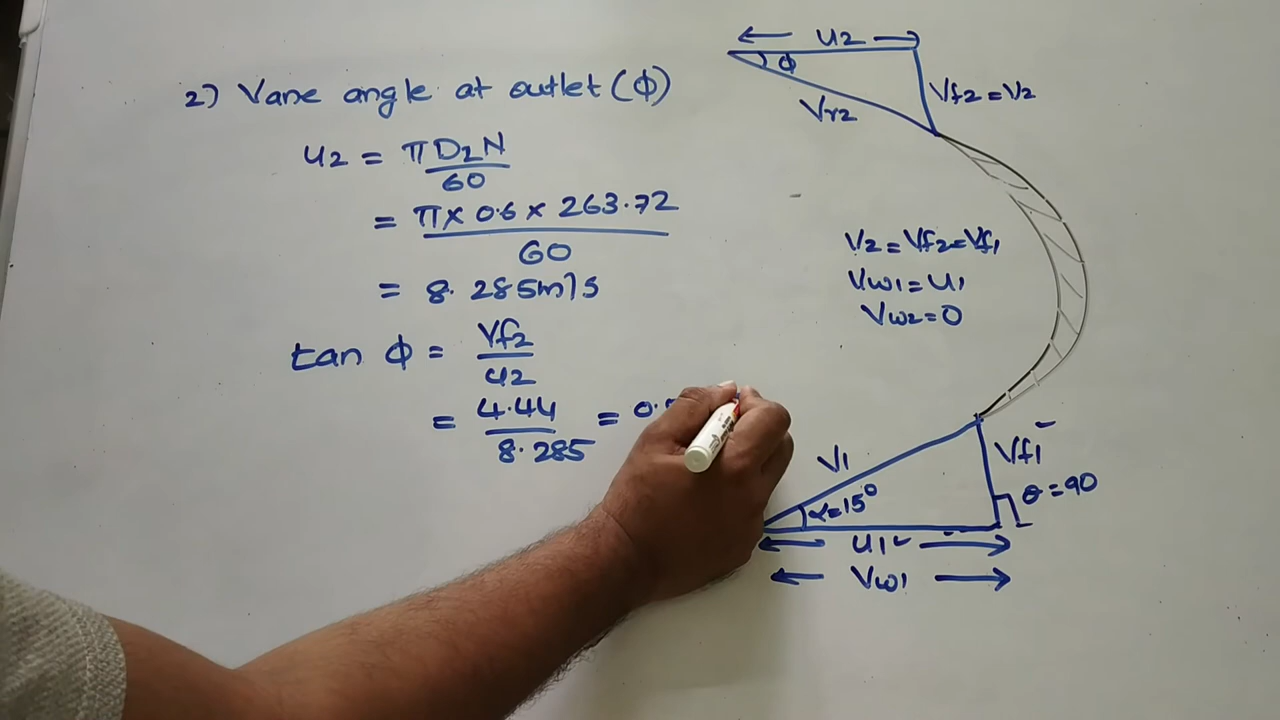 2) Vane angle at outlet (ϕ)
u2 = πD2N
60
= π × 0.6 × 263.72
60
= 8.285m/s
tan ϕ = Vf2
u2
= 4.44 = 0.
8.285
u2
ϕ
Vr2
Vf2 = V2
V2 = Vf2 = Vf1
Vw1 = u1
Vw2 = 0
V1
Vf1
α=15°
θ = 90
u1
Vw1